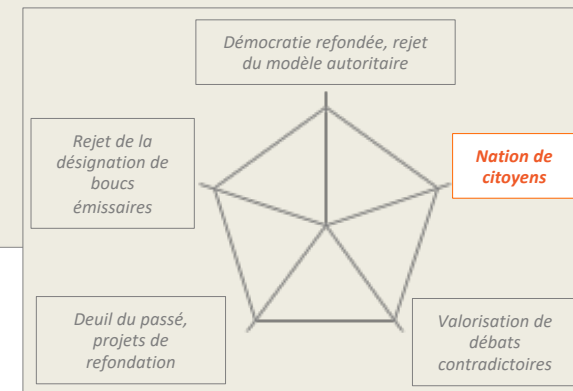 Démocratie refondée, rejet
du modèle autoritaire
Rejet de la
désignation de
boucs
émissaires
Nation de
citoyens
Deuil du passé,
projets de
refondation
Valorisation de
débats
contradictoires